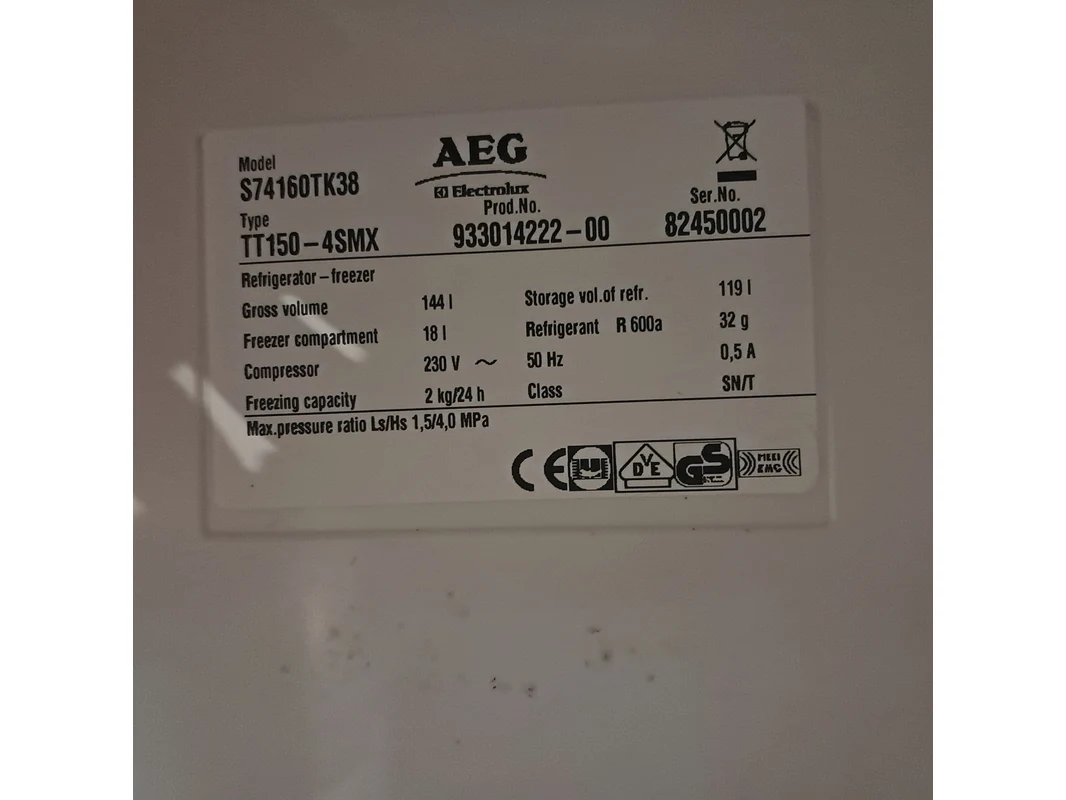 Model
S74160TK38
AEG
Electrolux
Type
TT150-4SMX
Prod.No.
933014222-00
Ser.No.
82450002
Refrigerator-freezer
Gross volume 144 l Storage vol.of refr. 119 l
Freezer compartment 18 l Refrigerant R 600a 32 g
Compressor 230 V ~ 50 Hz 0,5 A
Freezing capacity 2 kg/24 h Class SN/T
Max.pressure ratio Ls/Hs 1,5/4,0 MPa
CE
DVE
GS
EMC